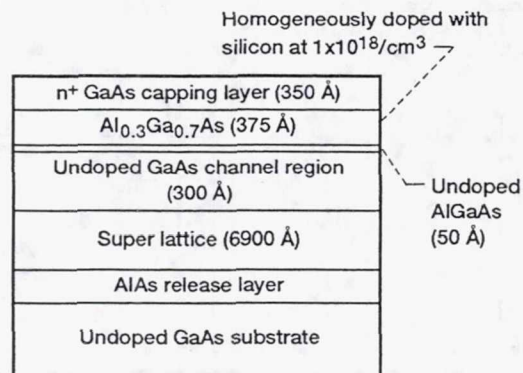 Homogeneously doped with
silicon at 1x10¹⁸/cm³
n⁺ GaAs capping layer (350 Å)
Al₀.₃Ga₀.₇As (375 Å)
Undoped GaAs channel region
(300 Å)
Undoped
AlGaAs
(50 Å)
Super lattice (6900 Å)
AlAs release layer
Undoped GaAs substrate